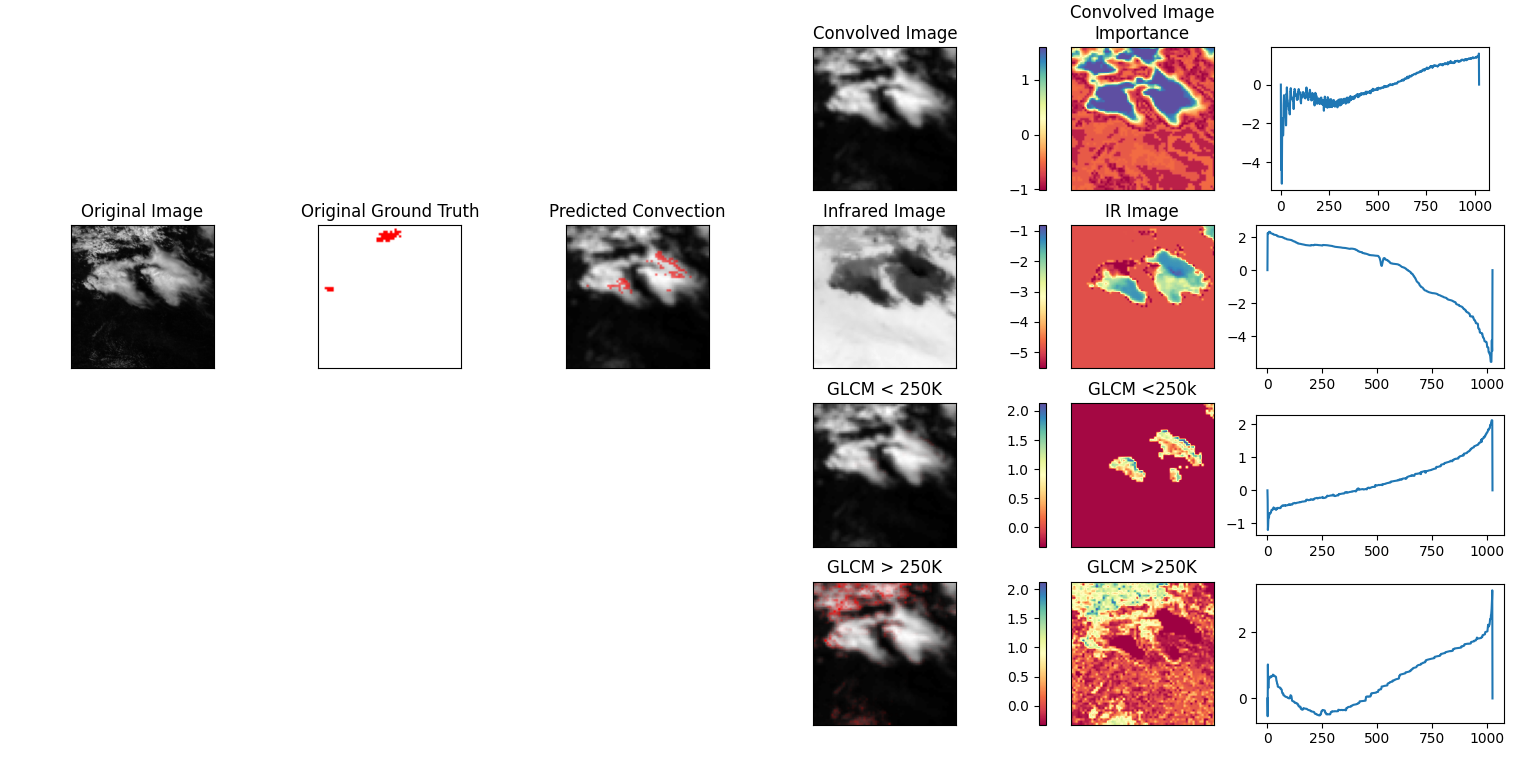 Convolved Image
Convolved Image
Importance
1
0
−1
0
−2
−4
0 250 500 750 1000
Original Image
Original Ground Truth
Predicted Convection
Infrared Image
IR Image
−1
−2
−3
−4
−5
2
0
−2
−4
0 250 500 750 1000
GLCM < 250K
GLCM <250k
2.0
1.5
1.0
0.5
0.0
2
1
0
−1
0 250 500 750 1000
GLCM > 250K
GLCM >250K
2.0
1.5
1.0
0.5
0.0
2
0
0 250 500 750 1000